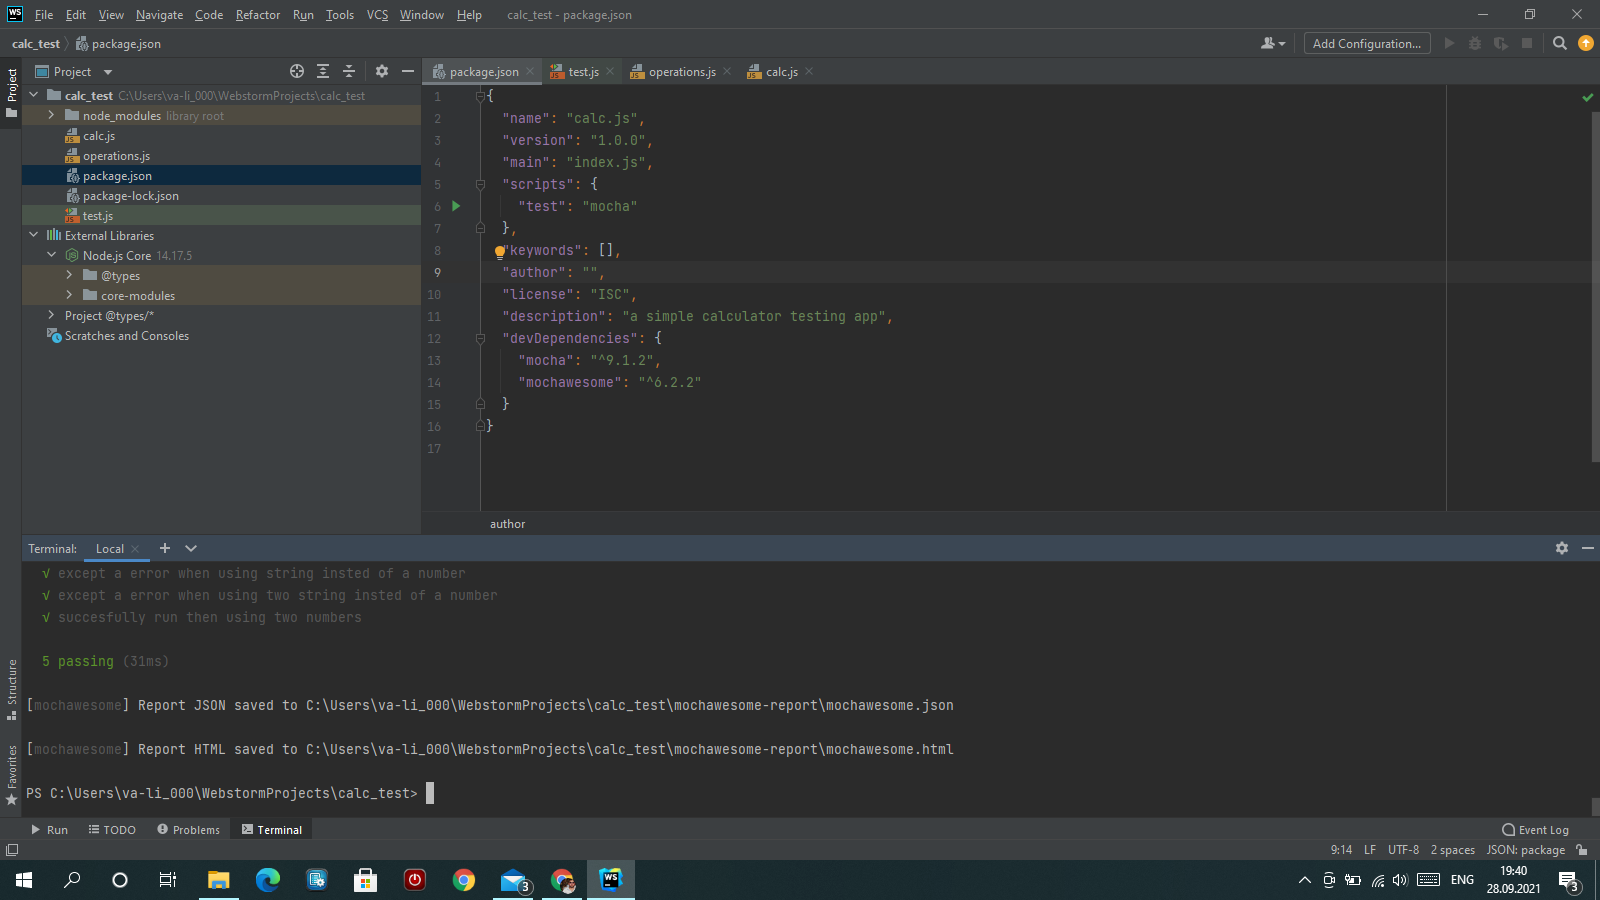 WS File Edit View Navigate Code Refactor Run Tools VCS Window Help calc_test - package.json
calc_test package.json Add Configuration...
Project
Project
calc_test C:\Users\va-li_000\WebstormProjects\calc_test
node_modules library root
calc.js
operations.js
package.json
package-lock.json
test.js
External Libraries
Node.js Core 14.17.5
@types
core-modules
Project @types/*
Scratches and Consoles
package.json test.js operations.js calc.js
1 {
2 "name": "calc.js",
3 "version": "1.0.0",
4 "main": "index.js",
5 "scripts": {
6 "test": "mocha"
7 },
8 "keywords": [],
9 "author": "",
10 "license": "ISC",
11 "description": "a simple calculator testing app",
12 "devDependencies": {
13 "mocha": "^9.1.2",
14 "mochawesome": "^6.2.2"
15 }
16 }
17
author
Terminal: Local
√ except a error when using string insted of a number
√ except a error when using two string insted of a number
√ succesfully run then using two numbers
5 passing (31ms)
[mochawesome] Report JSON saved to C:\Users\va-li_000\WebstormProjects\calc_test\mochawesome-report\mochawesome.json
[mochawesome] Report HTML saved to C:\Users\va-li_000\WebstormProjects\calc_test\mochawesome-report\mochawesome.html
PS C:\Users\va-li_000\WebstormProjects\calc_test>
Structure
Favorites
Run TODO Problems Terminal Event Log
9:14 LF UTF-8 2 spaces JSON: package
3 WS ENG 19:40
28.09.2021 3